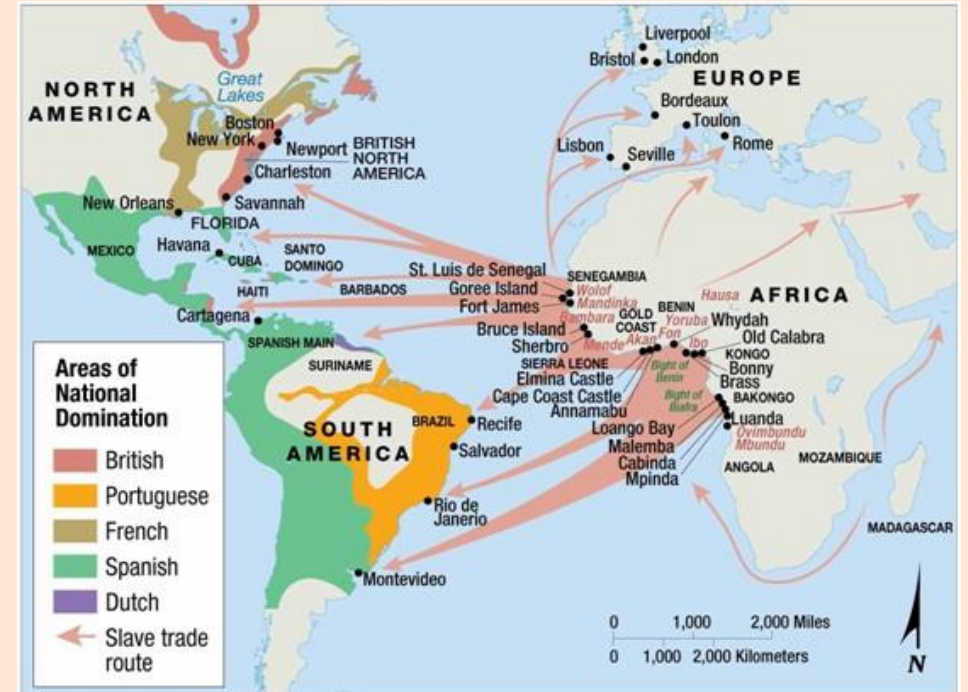 Liverpool
Bristol
London
EUROPE
NORTH
AMERICA
Great
Lakes
Bordeaux
Toulon
Boston
New York
Newport
BRITISH
NORTH
AMERICA
Lisbon
Rome
Seville
Charleston
New Orleans
Savannah
FLORIDA
MEXICO
Havana
CUBA
SANTO
DOMINGO
HAITI
BARBADOS
St. Luis de Senegal
Goree Island
Fort James
SENEGAMBIA
Wolof
Mandinka
Bambara
Hausa
AFRICA
Cartagena
SPANISH MAIN
GOLD
COAST
BENIN
Yoruba
Fon
Whydah
Bruce Island
Sherbro
Mende
Akan
Ibo
Old Calabra
SURINAME
SIERRA LEONE
KONGO
Bonny
Elmina Castle
Bight of
Benin
Brass
Cape Coast Castle
Annamabu
Bight of
Biafra
BAKONGO
BRAZIL
Recife
SOUTH
AMERICA
Loango Bay
Luanda
Salvador
Malemba
Ovimbundu
Mbundu
Cabinda
MOZAMBIQUE
Mpinda
ANGOLA
Rio de
Janerio
MADAGASCAR
Montevideo
Areas of
National
Domination
British
Portuguese
French
Spanish
Dutch
Slave trade
route
0 1,000 2,000 Miles
0 1,000 2,000 Kilometers
N